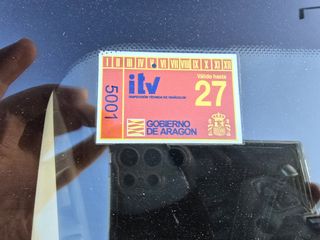 I II III IV V VI VII VIII IX X XI XII
itv
INSPECCIÓN TÉCNICA DE VEHÍCULOS
Válido hasta
27
5001
GOBIERNO
DE ARAGON